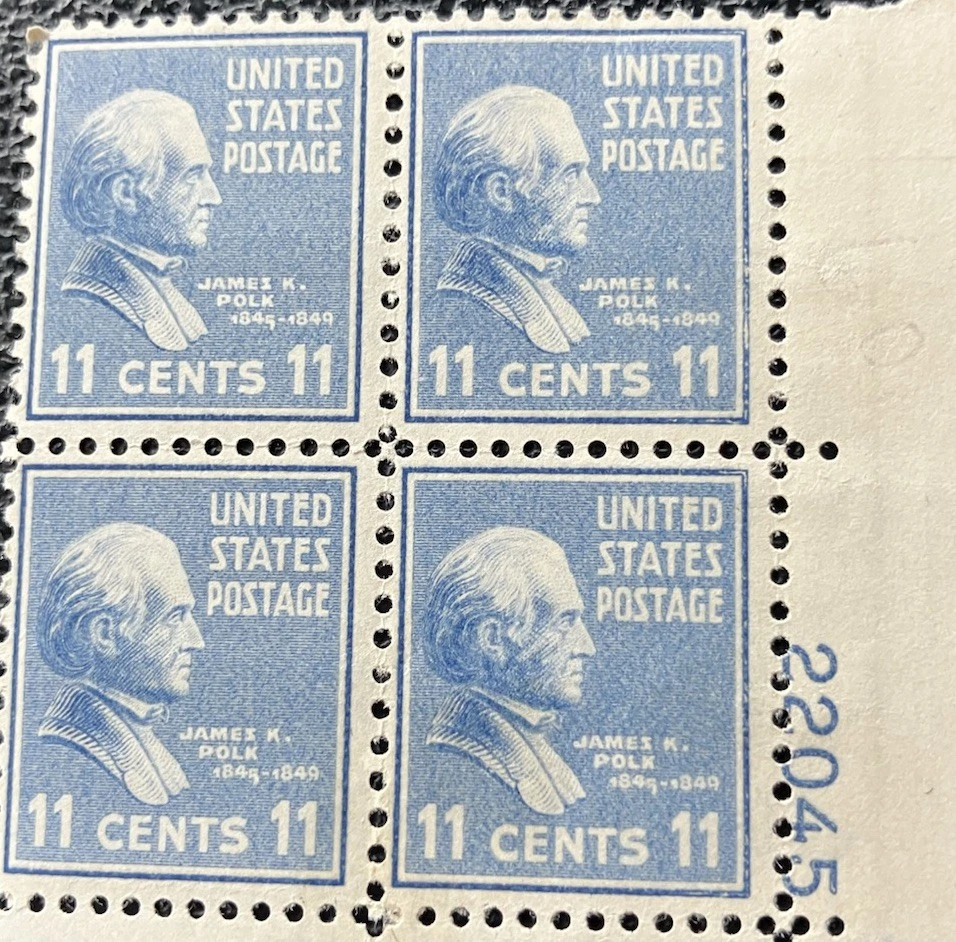 UNITED
STATES
POSTAGE
JAMES K.
POLK
1845-1849
11 CENTS 11
UNITED
STATES
POSTAGE
JAMES K.
POLK
1845-1849
11 CENTS 11
UNITED
STATES
POSTAGE
JAMES K.
POLK
1845-1849
11 CENTS 11
UNITED
STATES
POSTAGE
JAMES K.
POLK
1845-1849
11 CENTS 11
22045